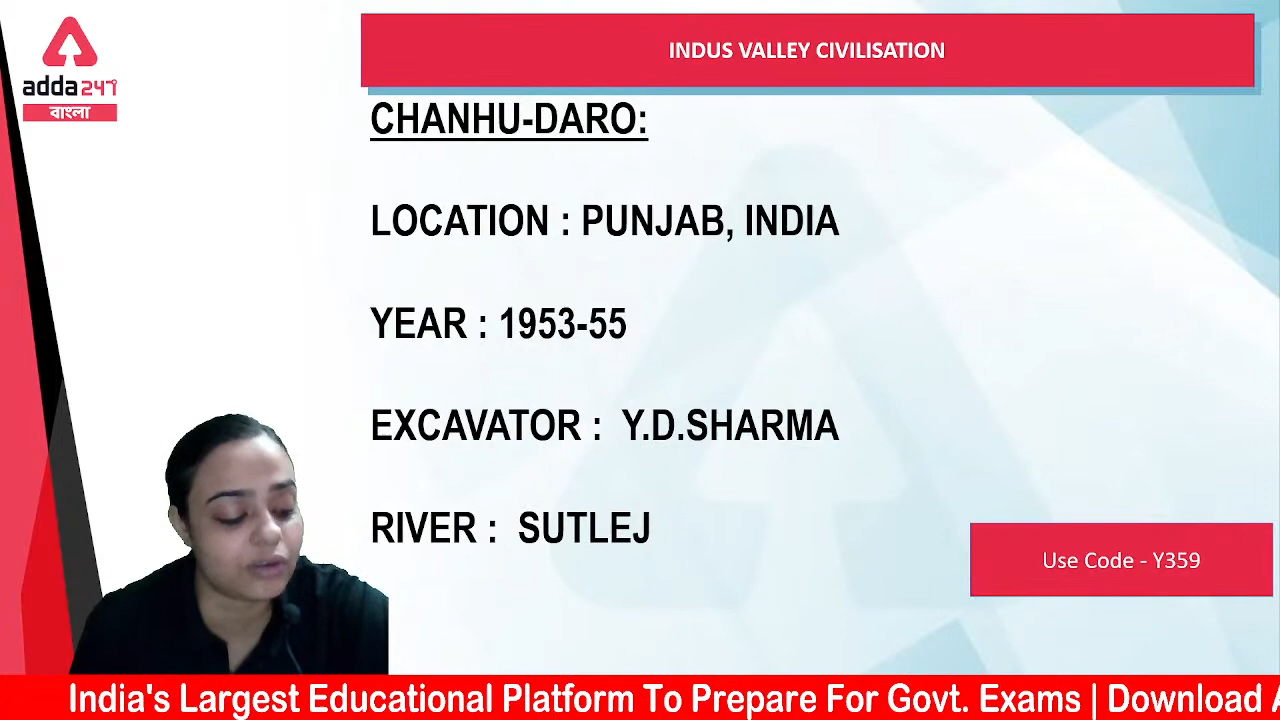 adda247
বাংলা
INDUS VALLEY CIVILISATION
CHANHU-DARO:
LOCATION : PUNJAB, INDIA
YEAR : 1953-55
EXCAVATOR : Y.D.SHARMA
RIVER : SUTLEJ
Use Code - Y359
India's Largest Educational Platform To Prepare For Govt. Exams | Download A